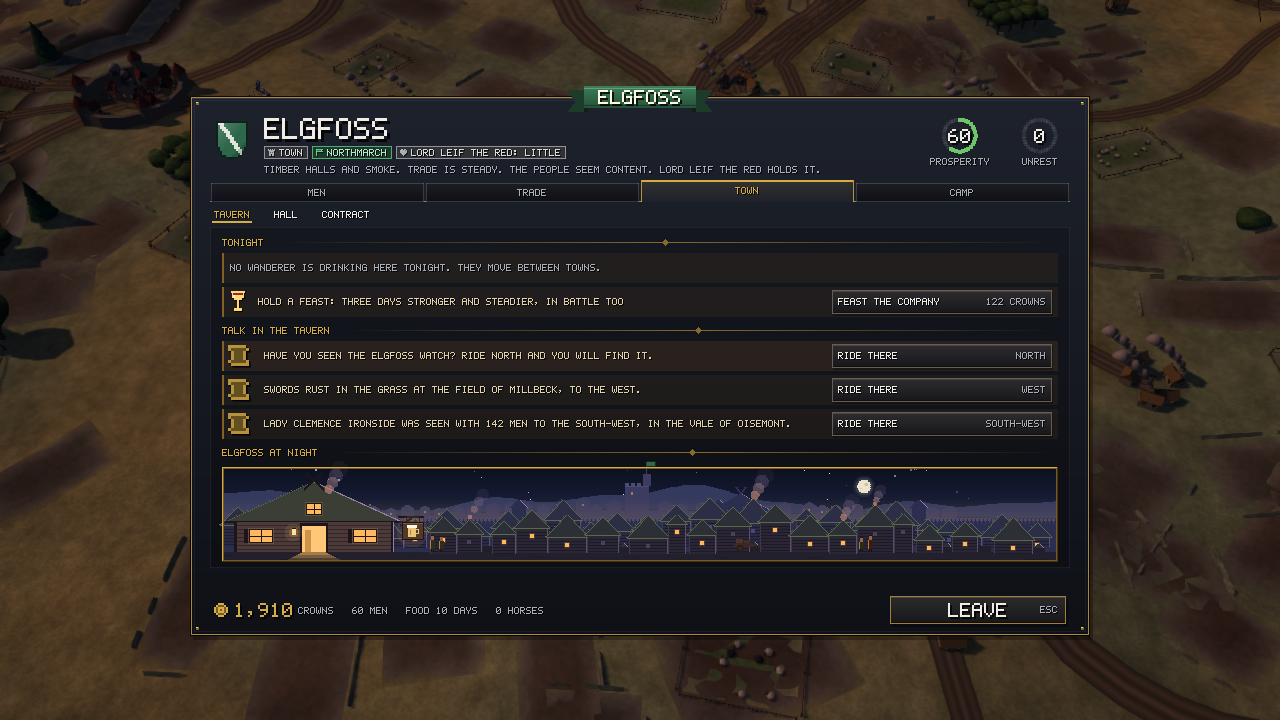 ELGFOSS
ELGFOSS
TOWN NORTHMARCH LORD LEIF THE RED: LITTLE
TIMBER HALLS AND SMOKE. TRADE IS STEADY. THE PEOPLE SEEM CONTENT. LORD LEIF THE RED HOLDS IT.
60 PROSPERITY
0 UNREST
MEN TRADE TOWN CAMP
TAVERN HALL CONTRACT
TONIGHT
NO WANDERER IS DRINKING HERE TONIGHT. THEY MOVE BETWEEN TOWNS.
HOLD A FEAST: THREE DAYS STRONGER AND STEADIER, IN BATTLE TOO FEAST THE COMPANY 122 CROWNS
TALK IN THE TAVERN
HAVE YOU SEEN THE ELGFOSS WATCH? RIDE NORTH AND YOU WILL FIND IT. RIDE THERE NORTH
SWORDS RUST IN THE GRASS AT THE FIELD OF MILLBECK, TO THE WEST. RIDE THERE WEST
LADY CLEMENCE IRONSIDE WAS SEEN WITH 142 MEN TO THE SOUTH-WEST, IN THE VALE OF OISEMONT. RIDE THERE SOUTH-WEST
ELGFOSS AT NIGHT
1,910 CROWNS 60 MEN FOOD 10 DAYS 0 HORSES LEAVE ESC